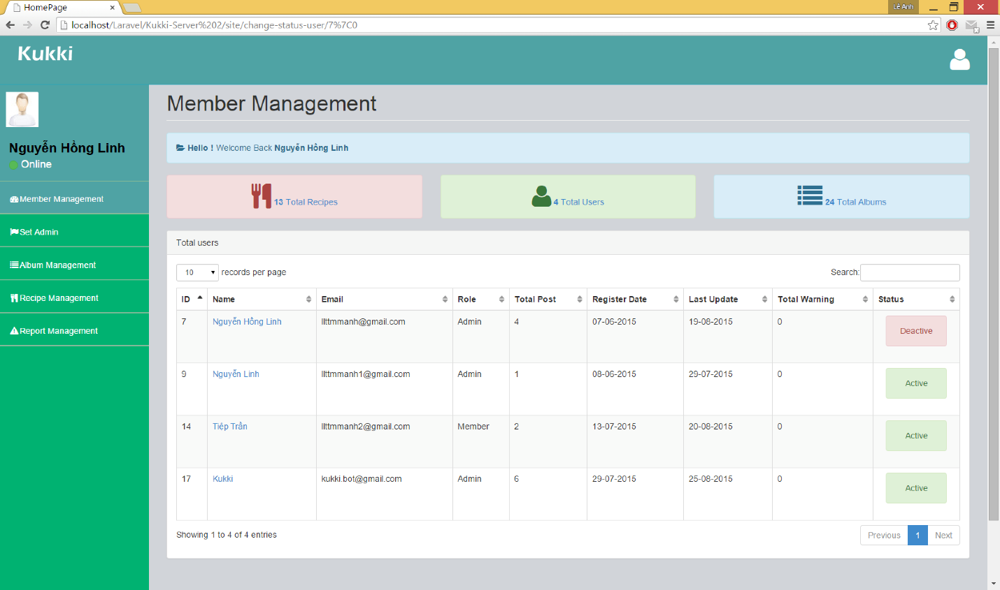 HomePage
Lê Anh
localhost/Laravel/Kukki-Server%202/site/change-status-user/7%7C0
Kukki
Nguyễn Hồng Linh
Online
Member Management
Set Admin
Album Management
Recipe Management
Report Management
Member Management
Hello ! Welcome Back Nguyễn Hồng Linh
13 Total Recipes
4 Total Users
24 Total Albums
Total users
10 records per page
Search:
ID Name Email Role Total Post Register Date Last Update Total Warning Status
7 Nguyễn Hồng Linh llttmmanh@gmail.com Admin 4 07-06-2015 19-08-2015 0 Deactive
9 Nguyễn Linh llttmmanh1@gmail.com Admin 1 08-06-2015 29-07-2015 0 Active
14 Tiệp Trần llttmmanh2@gmail.com Member 2 13-07-2015 20-08-2015 0 Active
17 Kukki kukki.bot@gmail.com Admin 6 29-07-2015 25-08-2015 0 Active
Showing 1 to 4 of 4 entries
Previous 1 Next